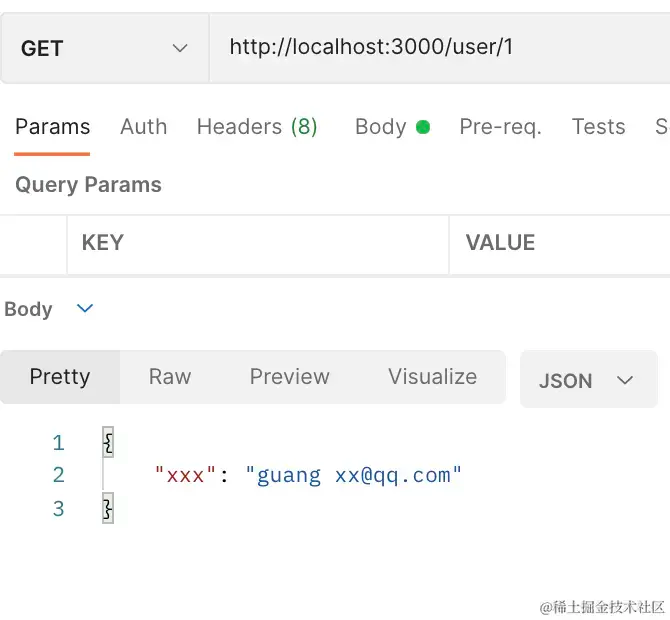 GET http://localhost:3000/user/1
Params Auth Headers (8) Body Pre-req. Tests S
Query Params
KEY VALUE
Body
Pretty Raw Preview Visualize JSON
1 {
2 "xxx": "guang xx@qq.com"
3 }
@稀土掘金技术社区